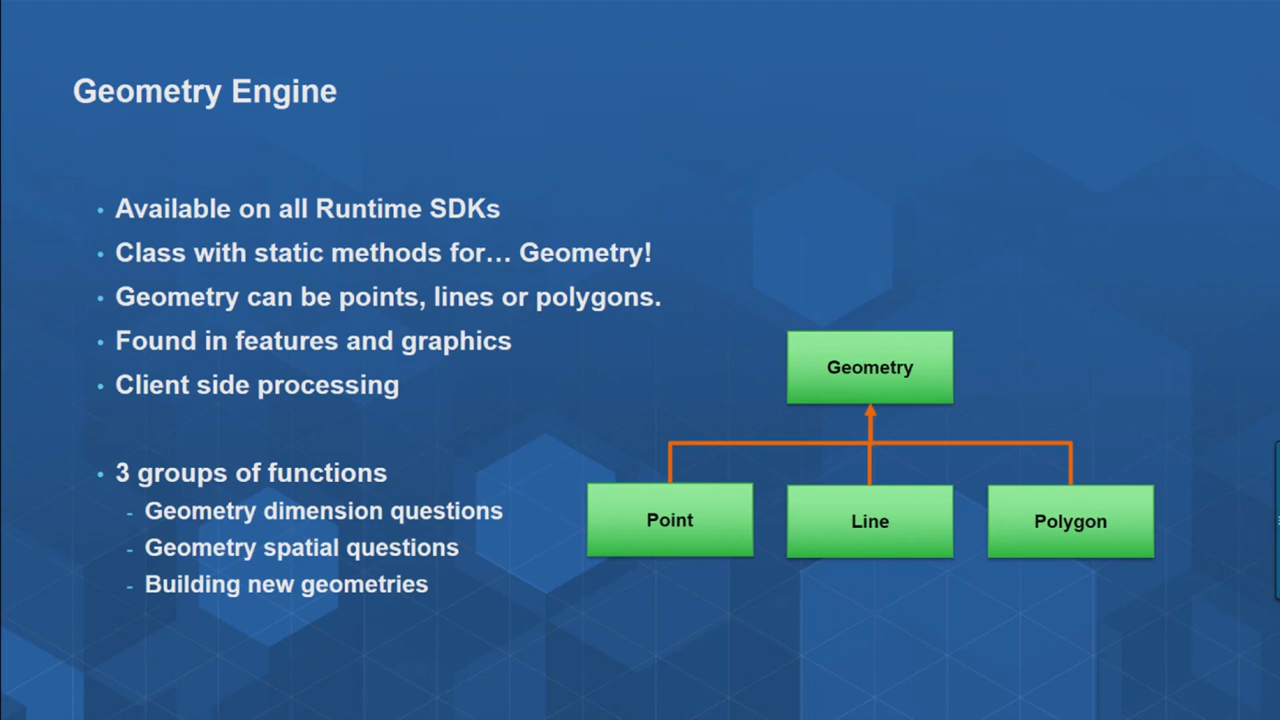 Geometry Engine
• Available on all Runtime SDKs
• Class with static methods for… Geometry!
• Geometry can be points, lines or polygons.
• Found in features and graphics
• Client side processing
• 3 groups of functions
- Geometry dimension questions
- Geometry spatial questions
- Building new geometries
Geometry
Point
Line
Polygon